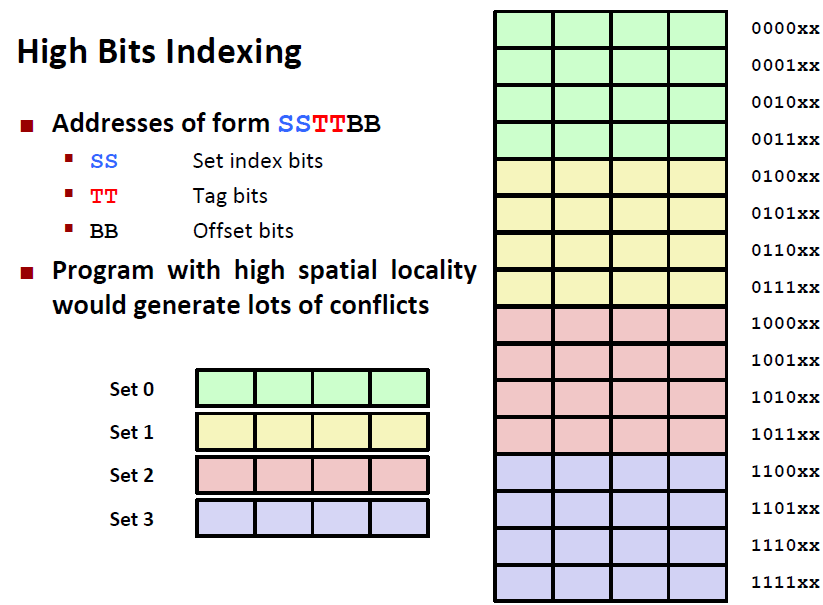 High Bits Indexing
Addresses of form SSTTBB
SS Set index bits
TT Tag bits
BB Offset bits
Program with high spatial locality
would generate lots of conflicts
Set 0
Set 1
Set 2
Set 3
0000xx
0001xx
0010xx
0011xx
0100xx
0101xx
0110xx
0111xx
1000xx
1001xx
1010xx
1011xx
1100xx
1101xx
1110xx
1111xx